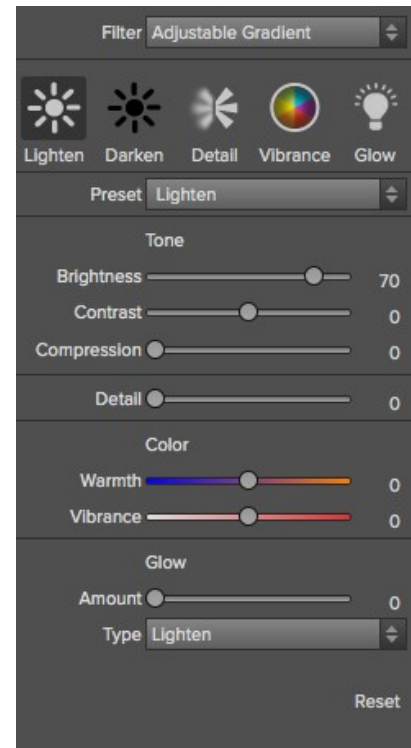 Filter Adjustable Gradient
Lighten Darken Detail Vibrance Glow
Preset Lighten
Tone
Brightness 70
Contrast 0
Compression 0
Detail 0
Color
Warmth 0
Vibrance 0
Glow
Amount 0
Type Lighten
Reset